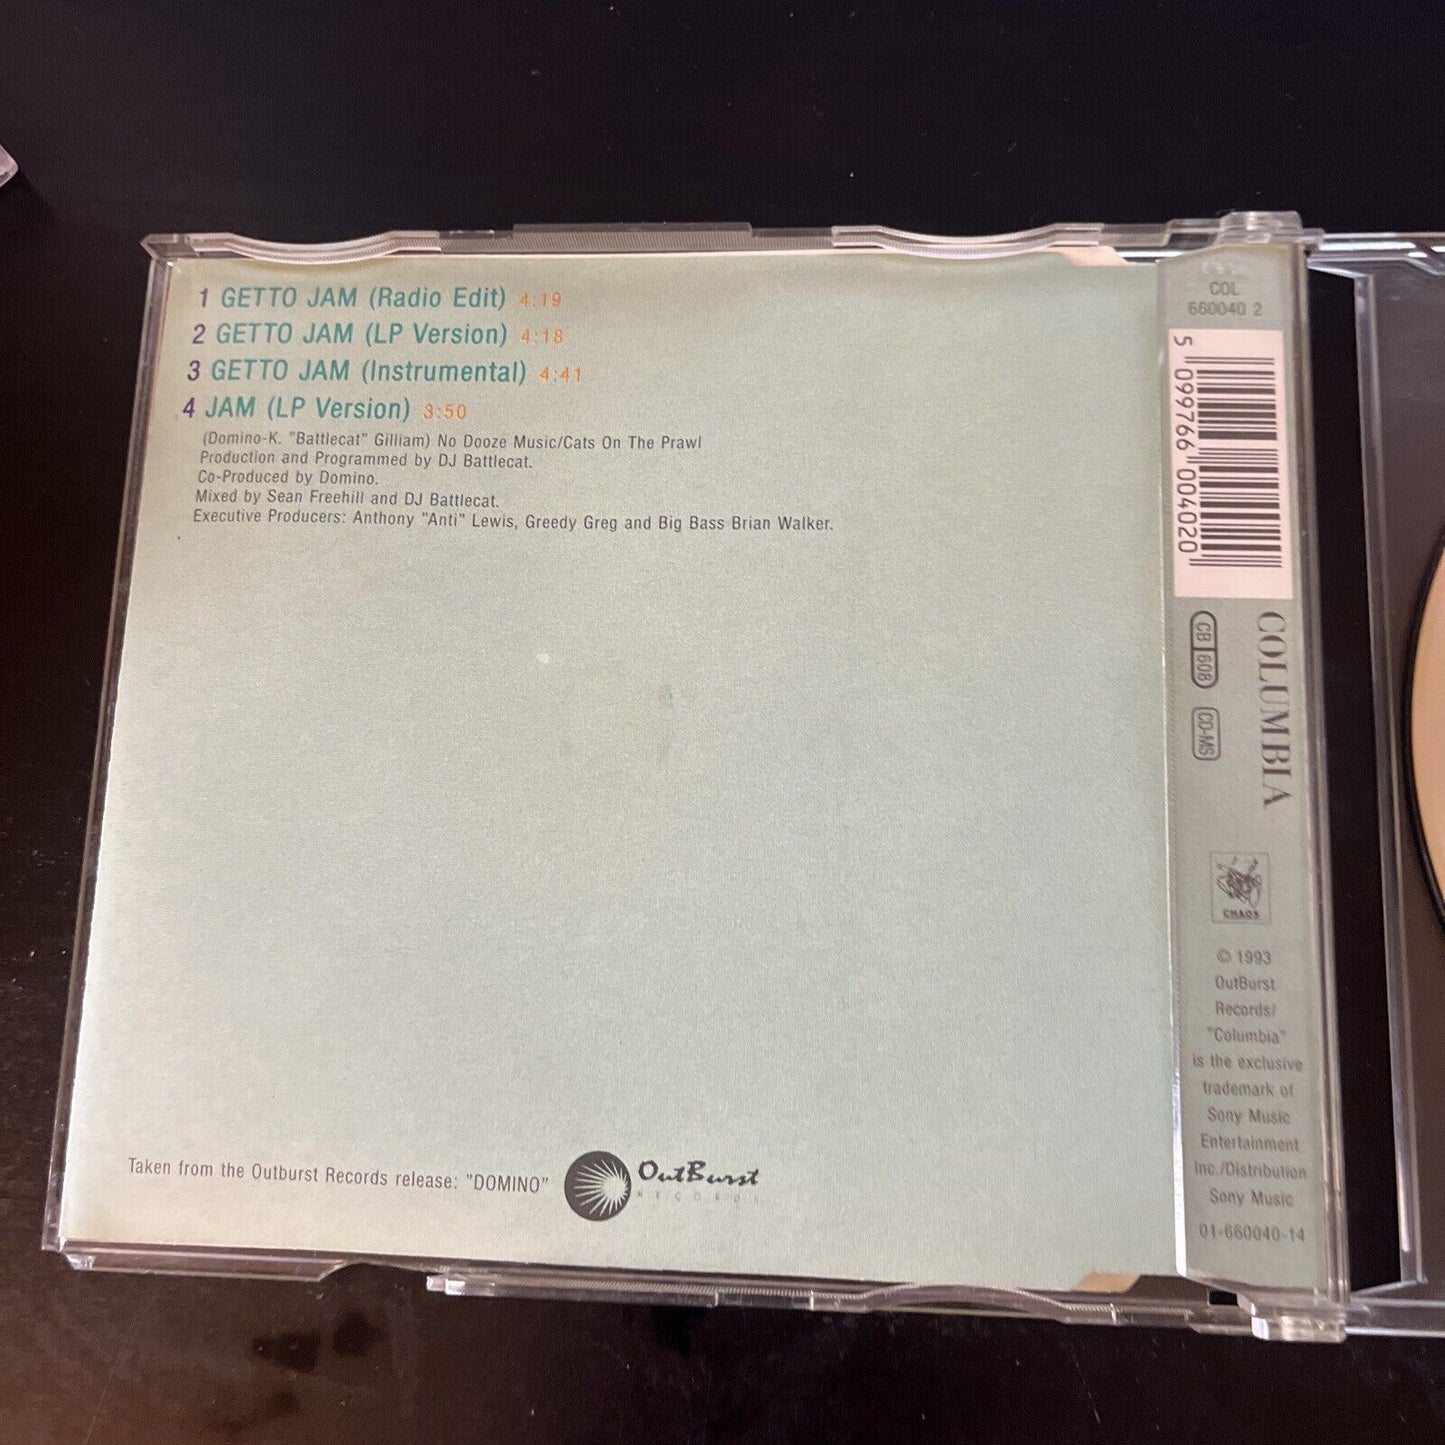 1 GETTO JAM (Radio Edit) 4:19
2 GETTO JAM (LP Version) 4:18
3 GETTO JAM (Instrumental) 4:41
4 JAM (LP Version) 3:50
(Domino-K. "Battlecat" Gilliam) No Dooze Music/Cats On The Prawl
Production and Programmed by DJ Battlecat.
Co-Produced by Domino.
Mixed by Sean Freehill and DJ Battlecat.
Executive Producers: Anthony "Anti" Lewis, Greedy Greg and Big Bass Brian Walker.
Taken from the Outburst Records release: "DOMINO"
OutBurst
RECORDS
COL
660040 2
5 099766 004020
CB 608
CD-MS
COLUMBIA
CHAOS
© 1993
OutBurst
Records/
"Columbia"
is the exclusive
trademark of
Sony Music
Entertainment
Inc./Distribution
Sony Music
01-660040-14